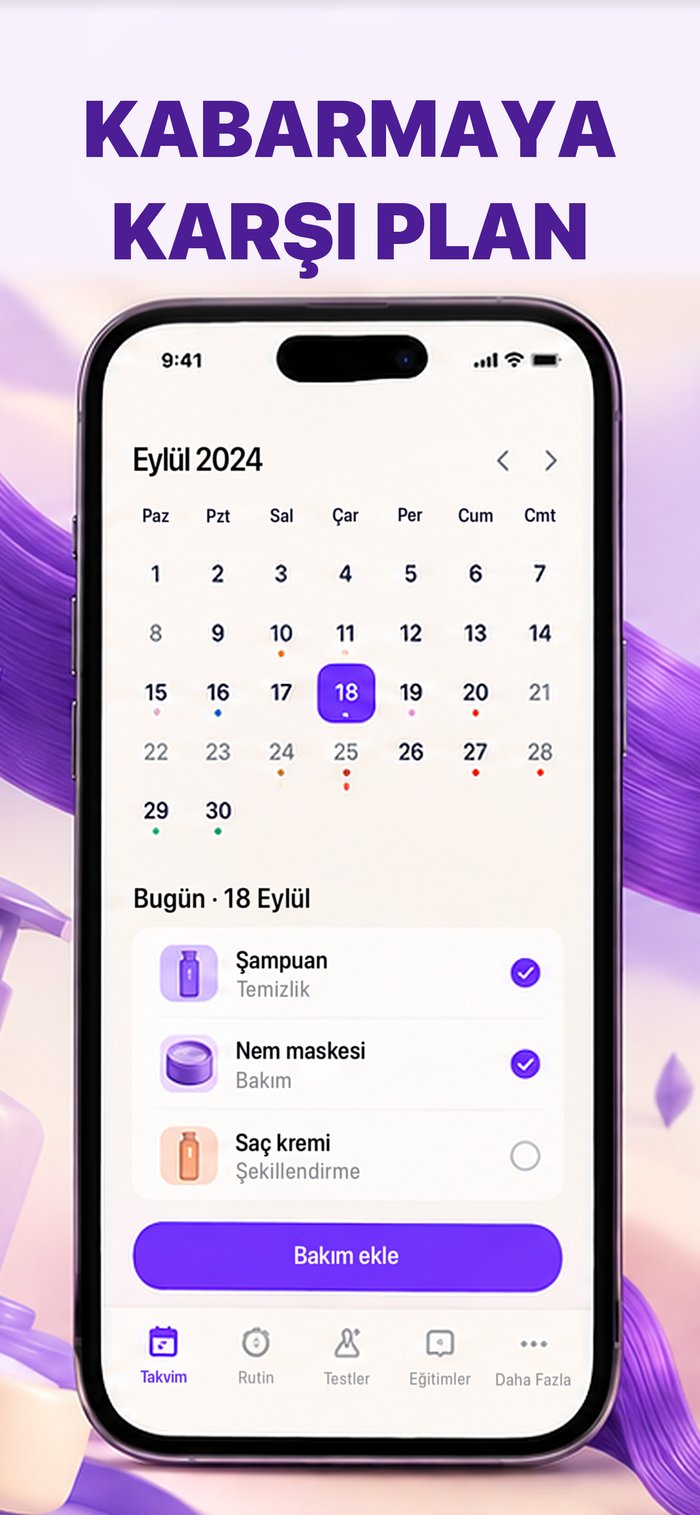 KABARMAYA
KARŞI PLAN
9:41
Eylül 2024
Paz Pzt Sal Çar Per Cum Cmt
1 2 3 4 5 6 7
8 9 10 11 12 13 14
15 16 17 18 19 20 21
22 23 24 25 26 27 28
29 30
Bugün · 18 Eylül
Şampuan
Temizlik
Nem maskesi
Bakım
Saç kremi
Şekillendirme
Bakım ekle
Takvim Rutin Testler Eğitimler Daha Fazla